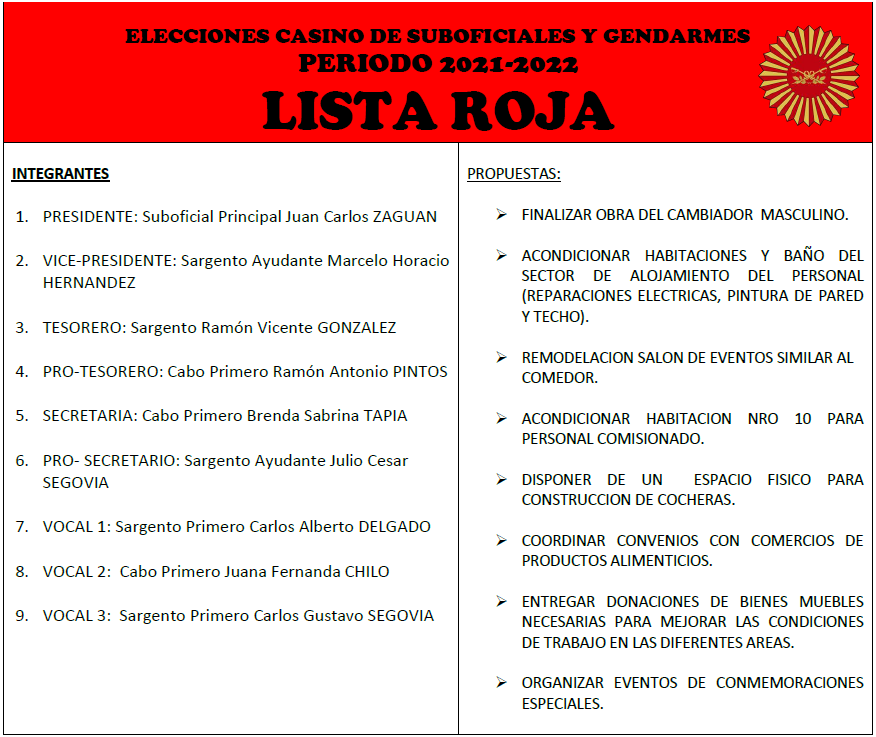 ELECCIONES CASINO DE SUBOFICIALES Y GENDARMES
PERIODO 2021-2022
LISTA ROJA
INTEGRANTES
1. PRESIDENTE: Suboficial Principal Juan Carlos ZAGUAN
2. VICE-PRESIDENTE: Sargento Ayudante Marcelo Horacio
HERNANDEZ
3. TESORERO: Sargento Ramón Vicente GONZALEZ
4. PRO-TESORERO: Cabo Primero Ramón Antonio PINTOS
5. SECRETARIA: Cabo Primero Brenda Sabrina TAPIA
6. PRO- SECRETARIO: Sargento Ayudante Julio Cesar
SEGOVIA
7. VOCAL 1: Sargento Primero Carlos Alberto DELGADO
8. VOCAL 2: Cabo Primero Juana Fernanda CHILO
9. VOCAL 3: Sargento Primero Carlos Gustavo SEGOVIA
PROPUESTAS:
➢ FINALIZAR OBRA DEL CAMBIADOR MASCULINO.
➢ ACONDICIONAR HABITACIONES Y BAÑO DEL
SECTOR DE ALOJAMIENTO DEL PERSONAL
(REPARACIONES ELECTRICAS, PINTURA DE PARED
Y TECHO).
➢ REMODELACION SALON DE EVENTOS SIMILAR AL
COMEDOR.
➢ ACONDICIONAR HABITACION NRO 10 PARA
PERSONAL COMISIONADO.
➢ DISPONER DE UN ESPACIO FISICO PARA
CONSTRUCCION DE COCHERAS.
➢ COORDINAR CONVENIOS CON COMERCIOS DE
PRODUCTOS ALIMENTICIOS.
➢ ENTREGAR DONACIONES DE BIENES MUEBLES
NECESARIAS PARA MEJORAR LAS CONDICIONES
DE TRABAJO EN LAS DIFERENTES AREAS.
➢ ORGANIZAR EVENTOS DE CONMEMORACIONES
ESPECIALES.